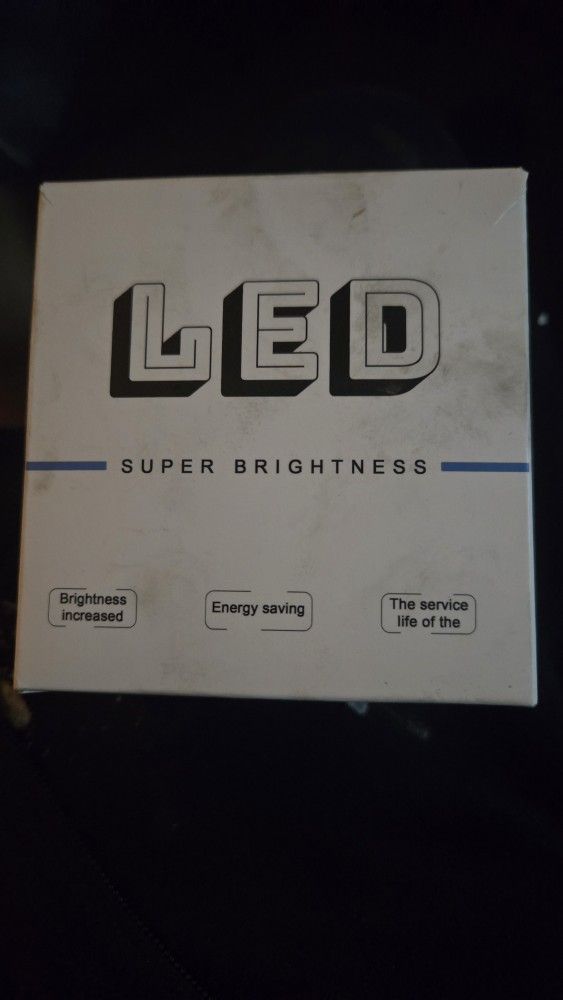 LED
SUPER BRIGHTNESS
Brightness
increased
Energy saving
The service
life of the